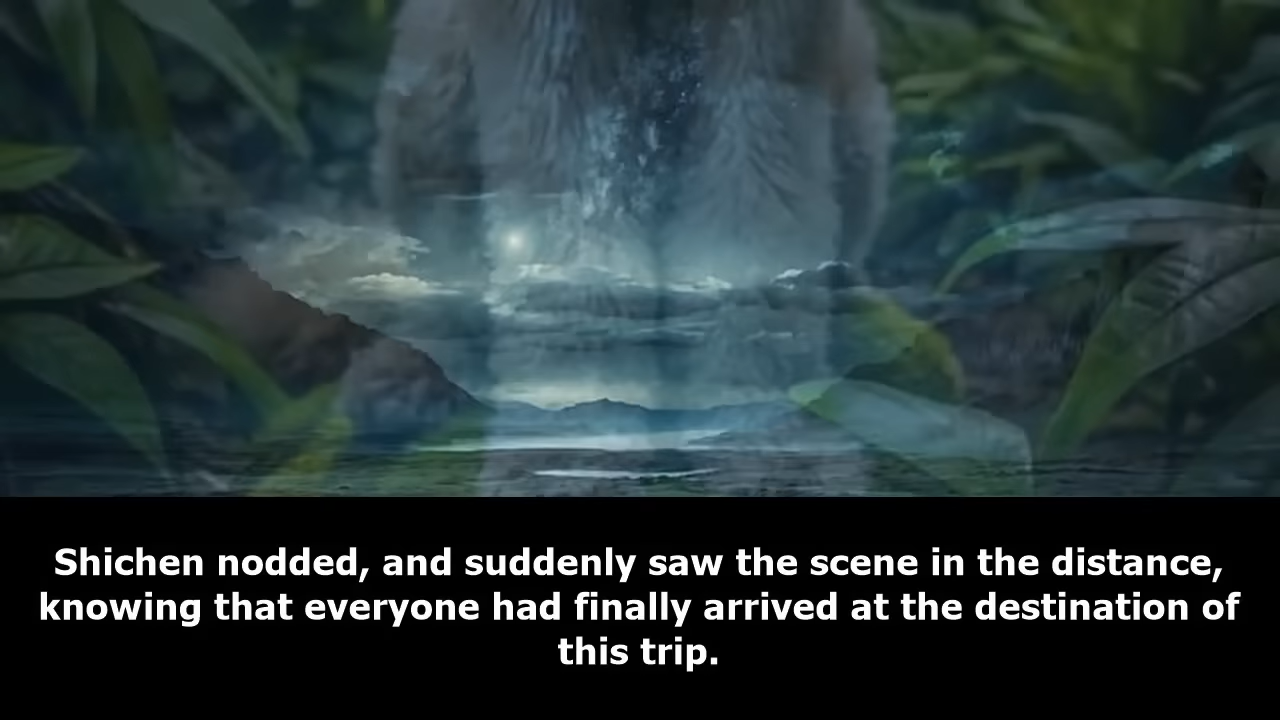 Shichen nodded, and suddenly saw the scene in the distance,
knowing that everyone had finally arrived at the destination of
this trip.